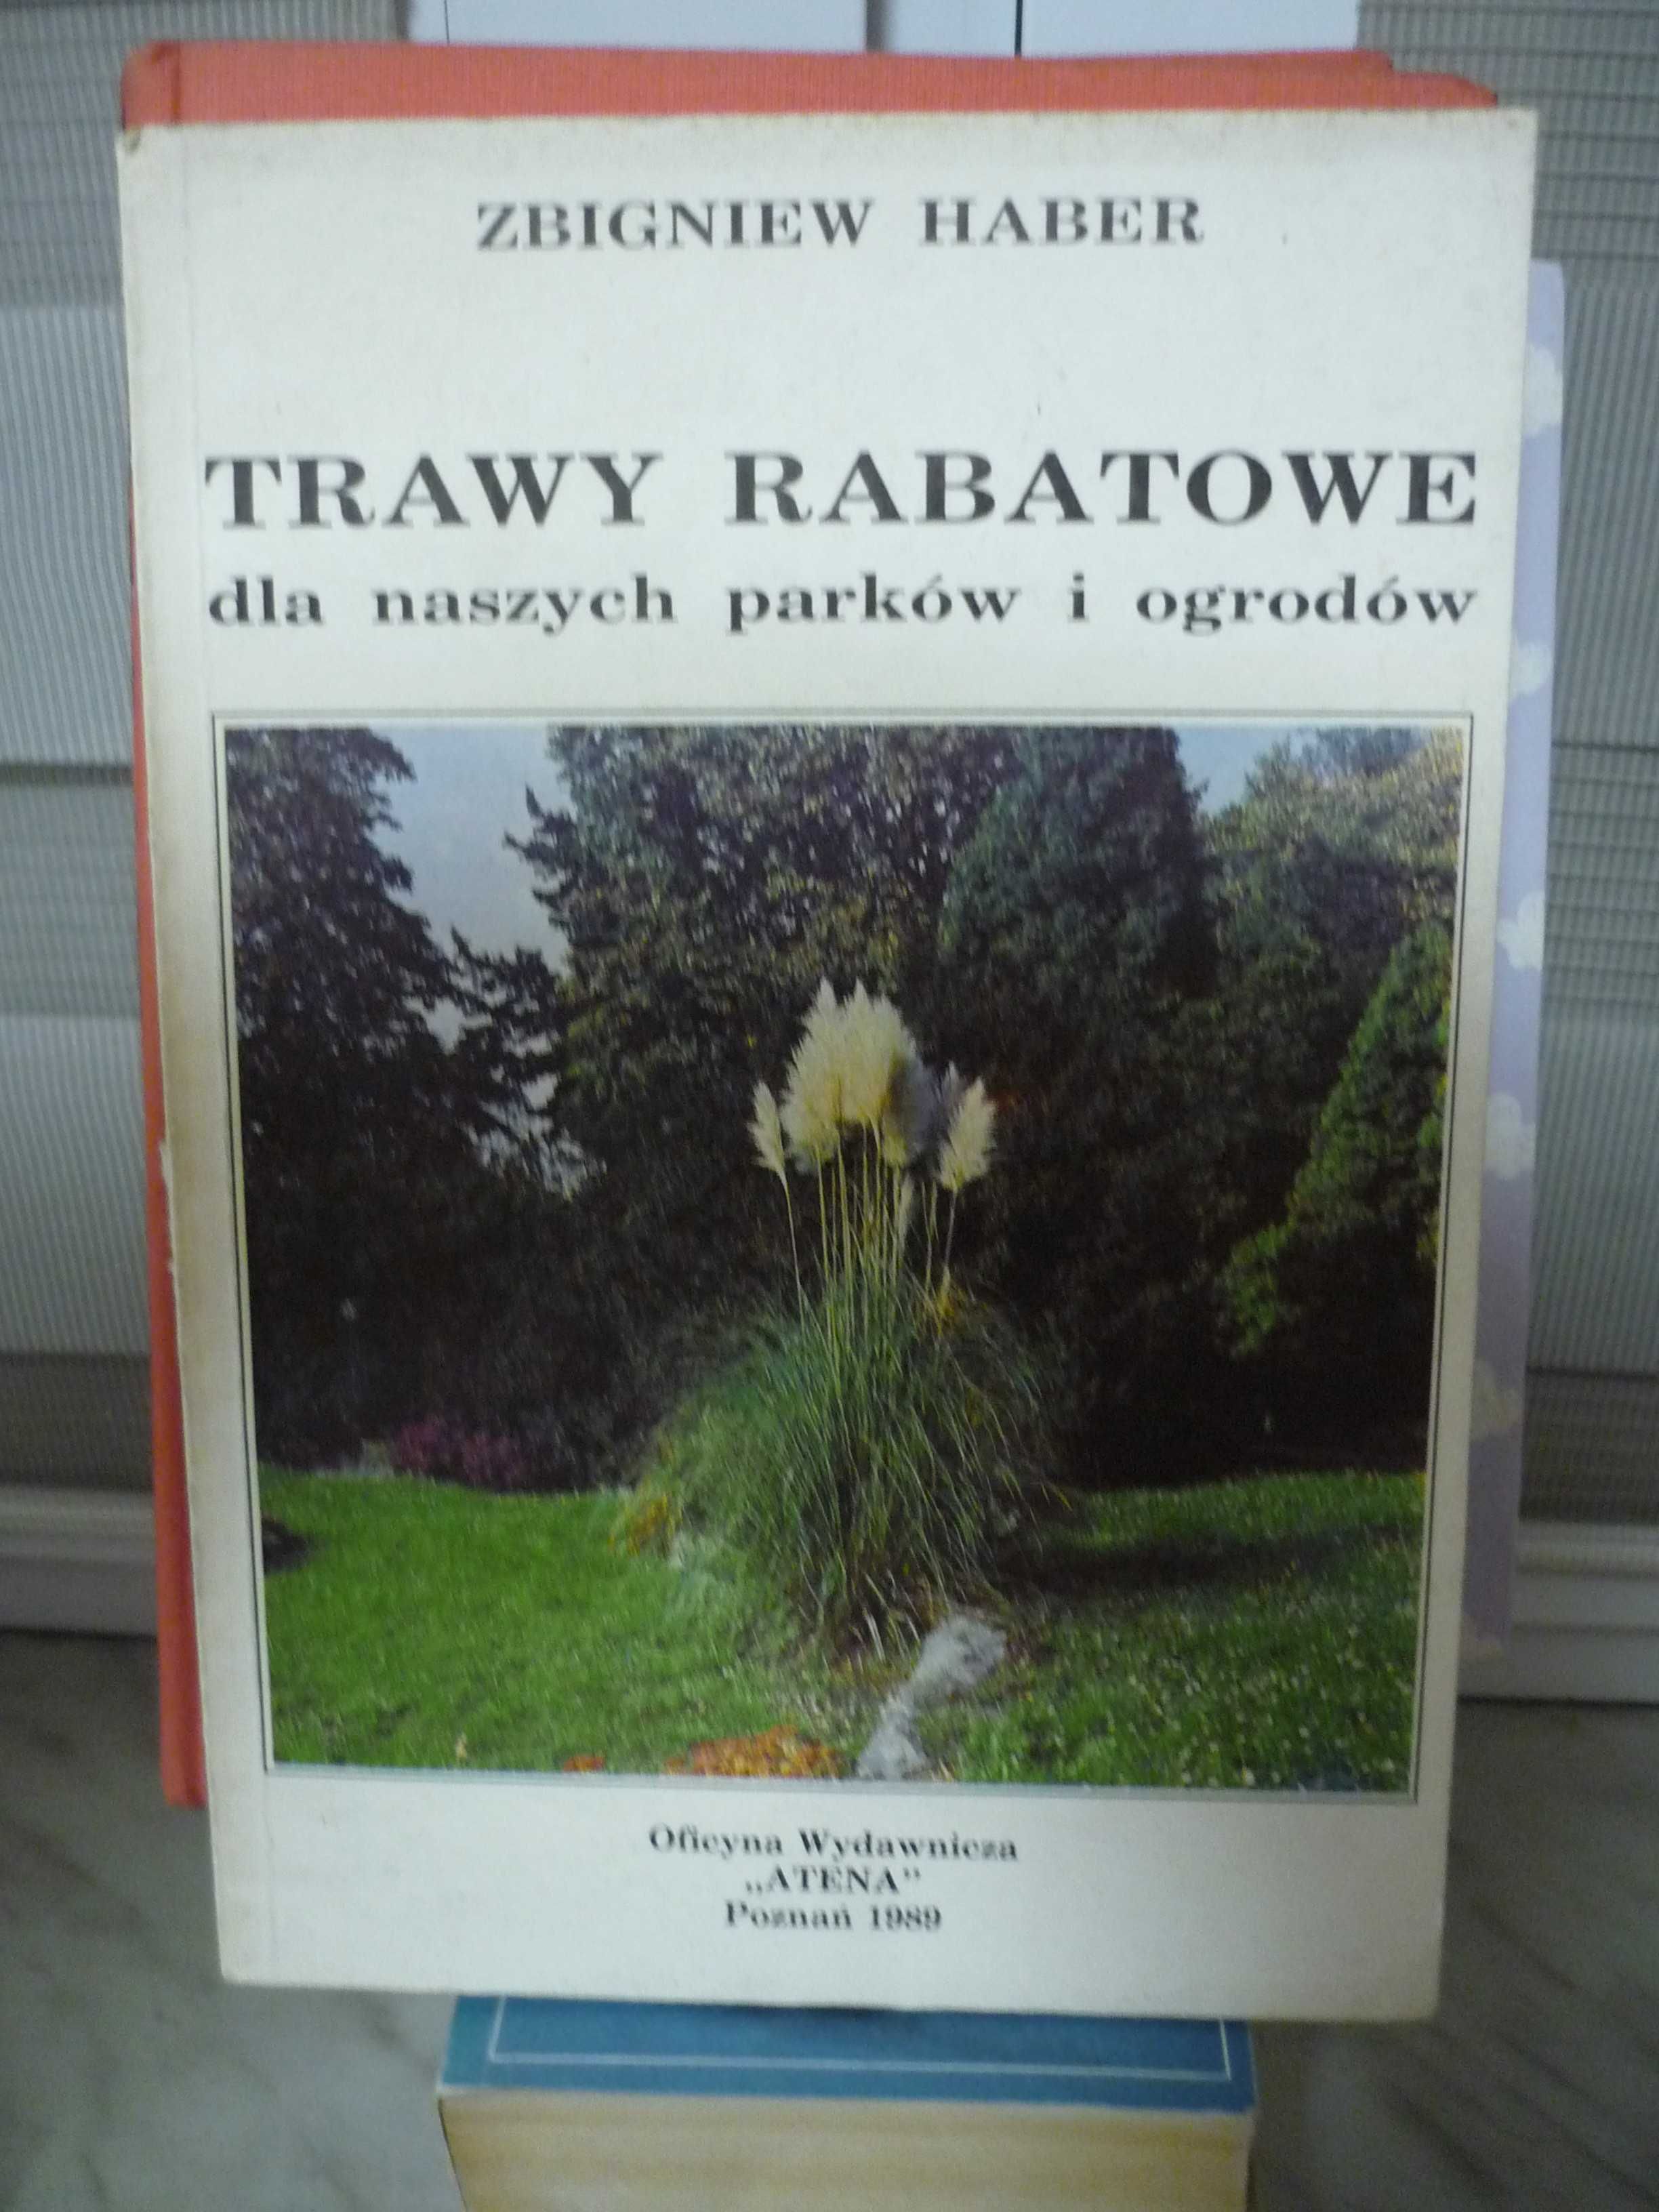 ZBIGNIEW HABER
TRAWY RABATOWE
dla naszych parków i ogrodów
Oficyna Wydawnicza
„ATENA”
Poznań 1989